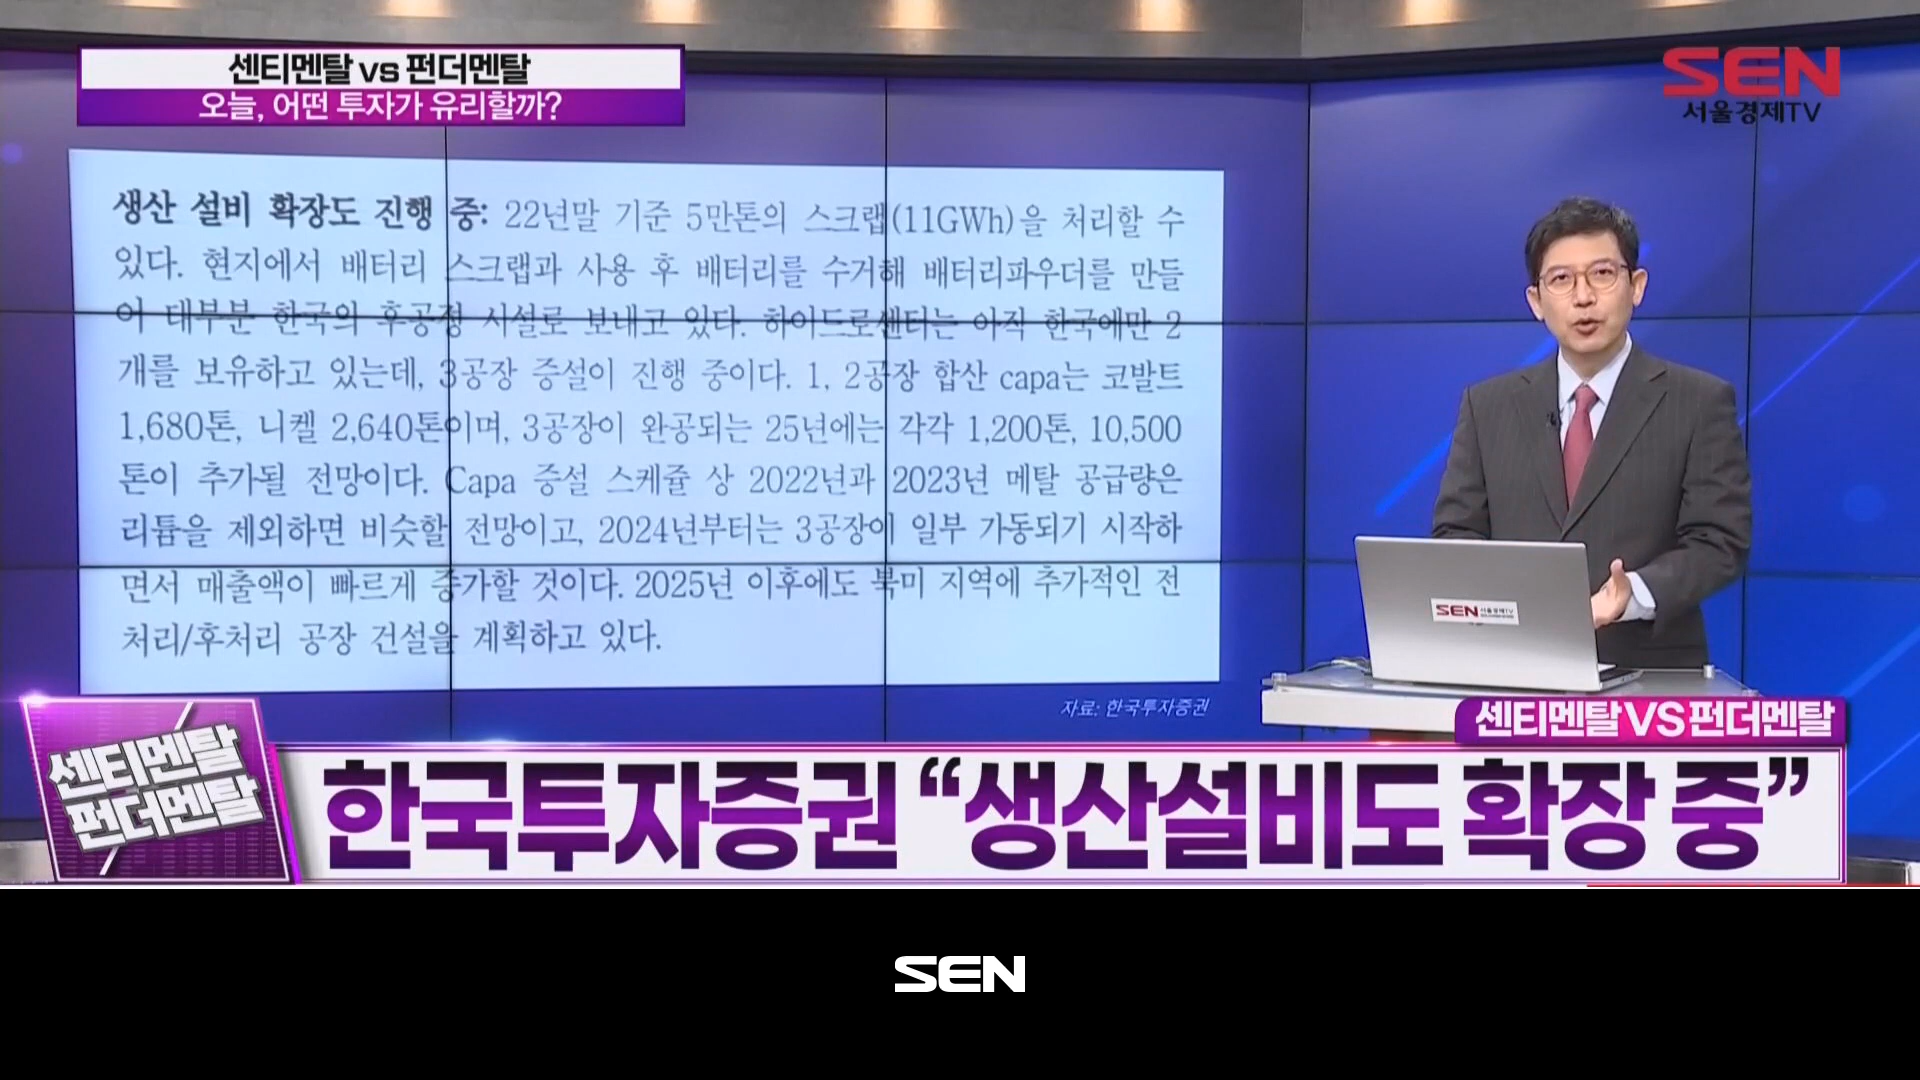 센티멘탈 vs 펀더멘탈
오늘, 어떤 투자가 유리할까?
SEN
서울경제TV
생산 설비 확장도 진행 중: 22년말 기준 5만톤의 스크랩(11GWh)을 처리할 수
있다. 현지에서 배터리 스크랩과 사용 후 배터리를 수거해 배터리파우더를 만들
어 대부분 한국의 후공정 시설로 보내고 있다. 하이드로센터는 아직 한국에만 2
개를 보유하고 있는데, 3공장 증설이 진행 중이다. 1, 2공장 합산 capa는 코발트
1,680톤, 니켈 2,640톤이며, 3공장이 완공되는 25년에는 각각 1,200톤, 10,500
톤이 추가될 전망이다. Capa 증설 스케쥴 상 2022년과 2023년 메탈 공급량은
리튬을 제외하면 비슷할 전망이고, 2024년부터는 3공장이 일부 가동되기 시작하
면서 매출액이 빠르게 증가할 것이다. 2025년 이후에도 북미 지역에 추가적인 전
처리/후처리 공장 건설을 계획하고 있다.
자료: 한국투자증권
SEN 서울경제TV
센티멘탈 VS 펀더멘탈
센티멘탈
펀더멘탈
한국투자증권 “생산설비도 확장 중”
SEN